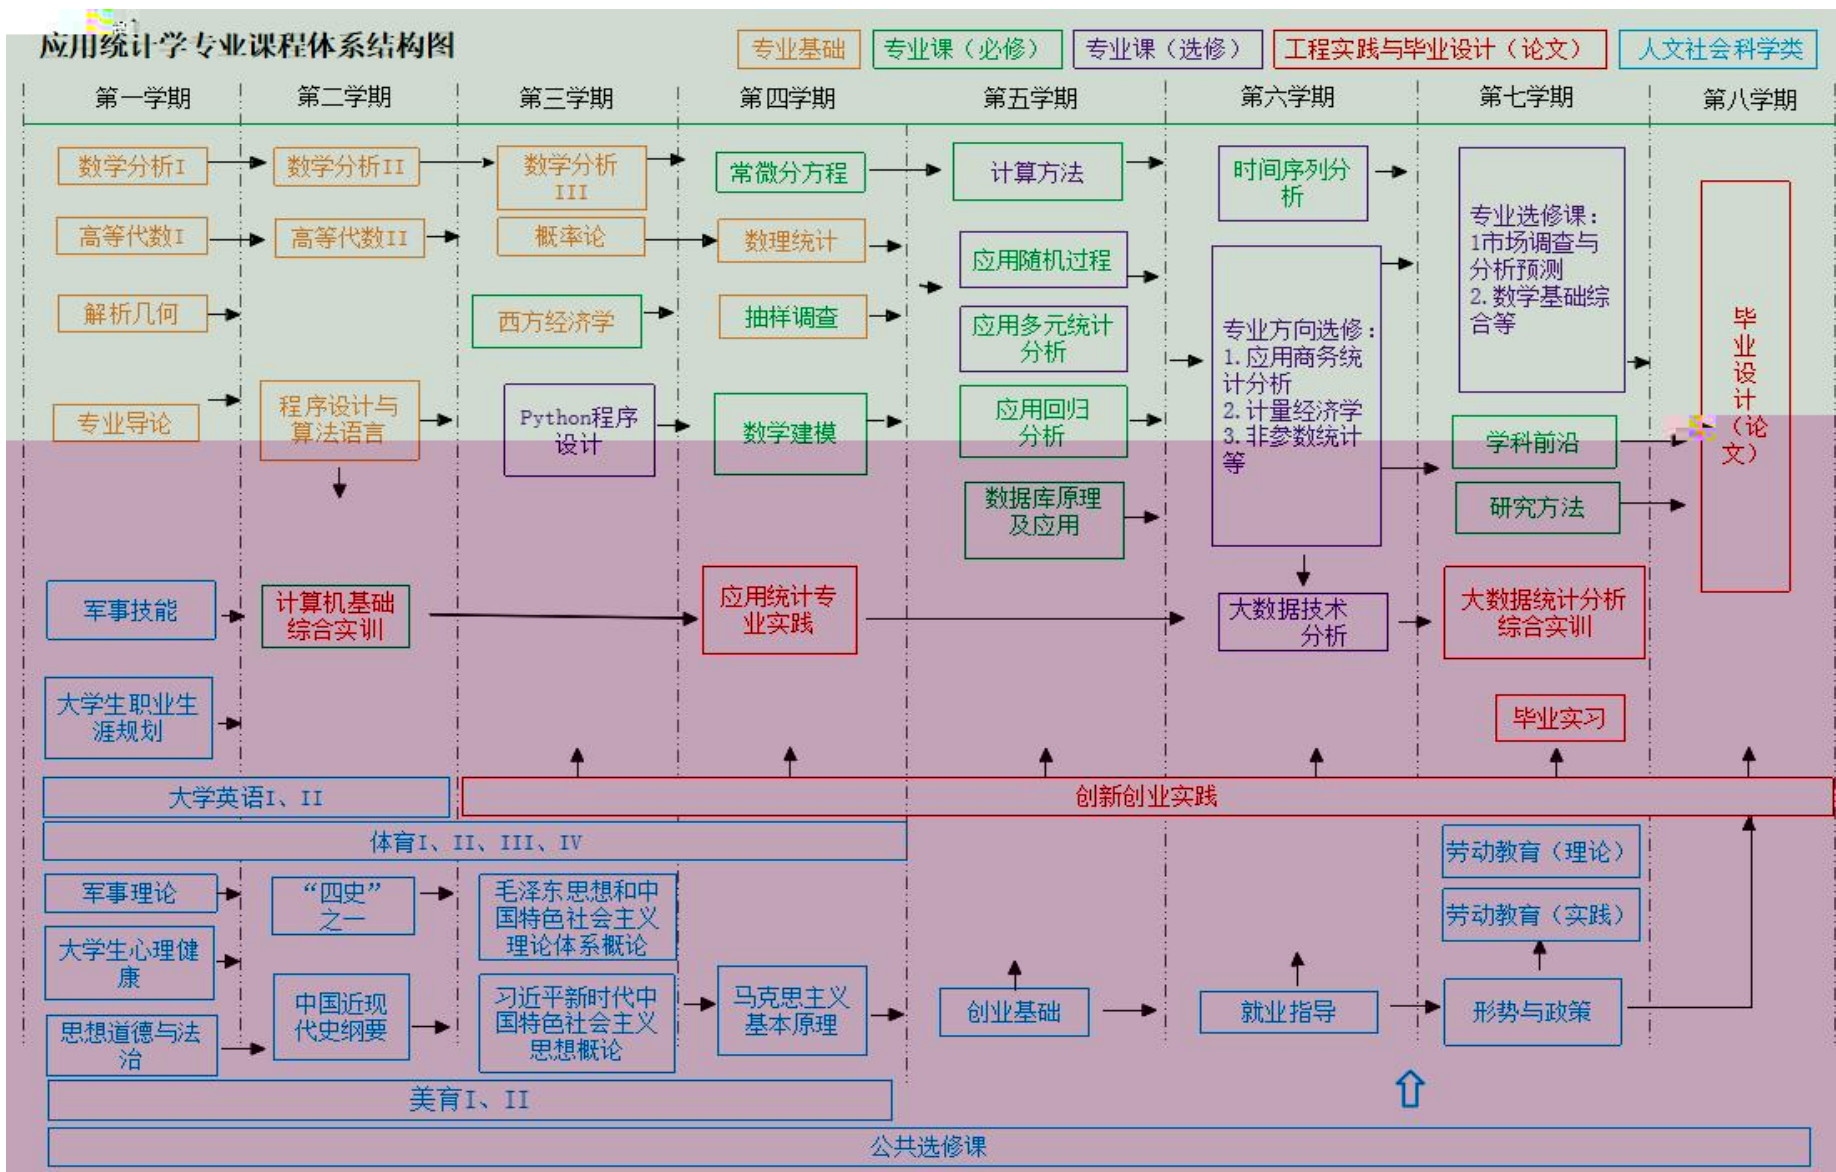 应用统计学专业课程体系结构图
专业基础
专业课（必修）
专业课（选修）
工程实践与毕业设计（论文）
人文社会科学类
第一学期
第二学期
第三学期
第四学期
第五学期
第六学期
第七学期
第八学期
数学分析I
数学分析II
数学分析
III
常微分方程
计算方法
时间序列分
析
专业选修课：
1市场调查与
分析预测
2.数学基础综
合等
高等代数I
高等代数II
概率论
数理统计
应用随机过程
解析几何
西方经济学
抽样调查
应用多元统计
分析
专业方向选修：
1.应用商务统
计分析
2.计量经济学
3.非参数统计
等
毕
业
设
计
（论
文）
专业导论
程序设计与
算法语言
Python程序
设计
数学建模
应用回归
分析
学科前沿
数据库原理
及应用
研究方法
军事技能
计算机基础
综合实训
应用统计专
业实践
大数据技术
分析
大数据统计分析
综合实训
大学生职业生
涯规划
毕业实习
大学英语I、II
创新创业实践
体育I、II、III、IV
劳动教育（理论）
军事理论
“四史”
之一
毛泽东思想和中
国特色社会主义
理论体系概论
劳动教育（实践）
大学生心理健
康
思想道德与法
治
中国近现
代史纲要
习近平新时代中
国特色社会主义
思想概论
马克思主义
基本原理
创业基础
就业指导
形势与政策
美育I、II
公共选修课